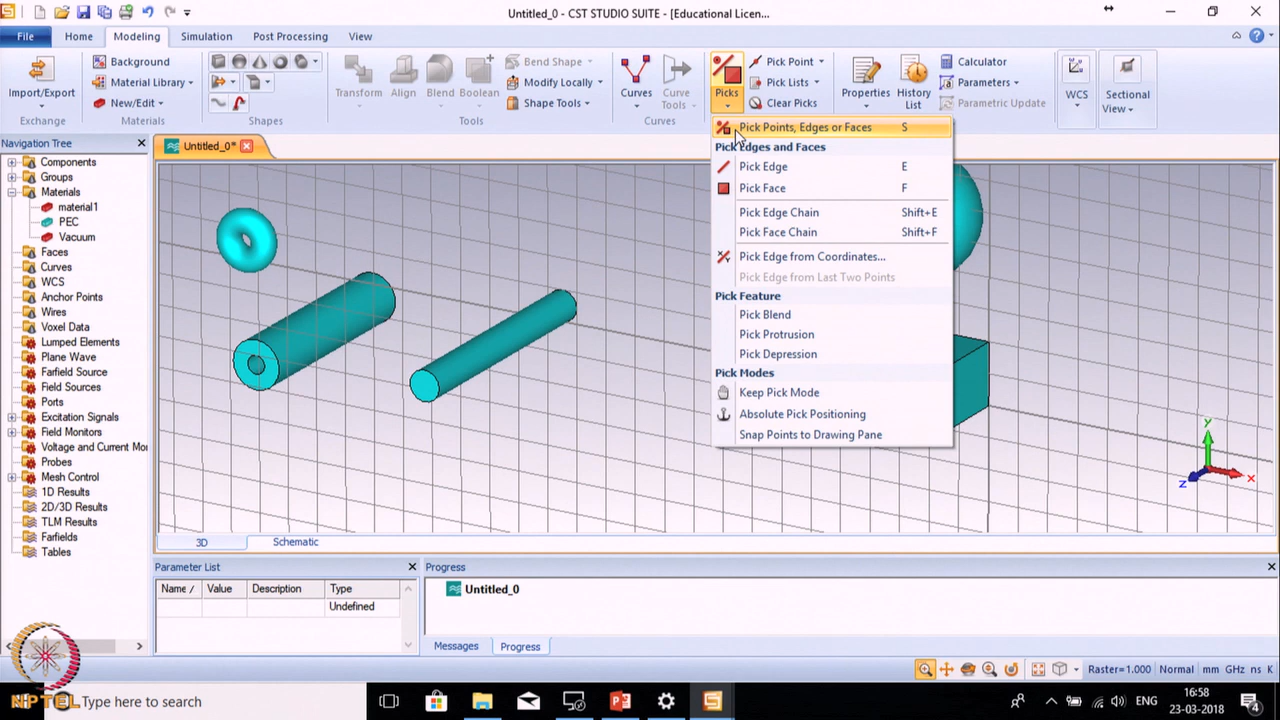 Untitled_0 - CST STUDIO SUITE - [Educational Licen...
File Home Modeling Simulation Post Processing View
Import/Export
Exchange
Background
Material Library
New/Edit
Materials
Shapes
Transform
Align
Blend
Boolean
Bend Shape
Modify Locally
Shape Tools
Tools
Curves
Curve
Tools
Curves
Picks
Pick Point
Pick Lists
Clear Picks
Properties
History
List
Calculator
Parameters
Parametric Update
WCS
Sectional
View
Navigation Tree
Components
Groups
Materials
material1
PEC
Vacuum
Faces
Curves
WCS
Anchor Points
Wires
Voxel Data
Lumped Elements
Plane Wave
Farfield Source
Field Sources
Ports
Excitation Signals
Field Monitors
Voltage and Current Mor
Probes
Mesh Control
1D Results
2D/3D Results
TLM Results
Farfields
Tables
Untitled_0*
Pick Points, Edges or Faces S
Pick Edges and Faces
Pick Edge E
Pick Face F
Pick Edge Chain Shift+E
Pick Face Chain Shift+F
Pick Edge from Coordinates...
Pick Edge from Last Two Points
Pick Feature
Pick Blend
Pick Protrusion
Pick Depression
Pick Modes
Keep Pick Mode
Absolute Pick Positioning
Snap Points to Drawing Pane
y
x
z
3D Schematic
Parameter List
Name Value Description Type
Undefined
Progress
Untitled_0
Messages Progress
Raster=1.000 Normal mm GHz ns K
NPTEL
Type here to search
ENG
16:58
23-03-2018
4